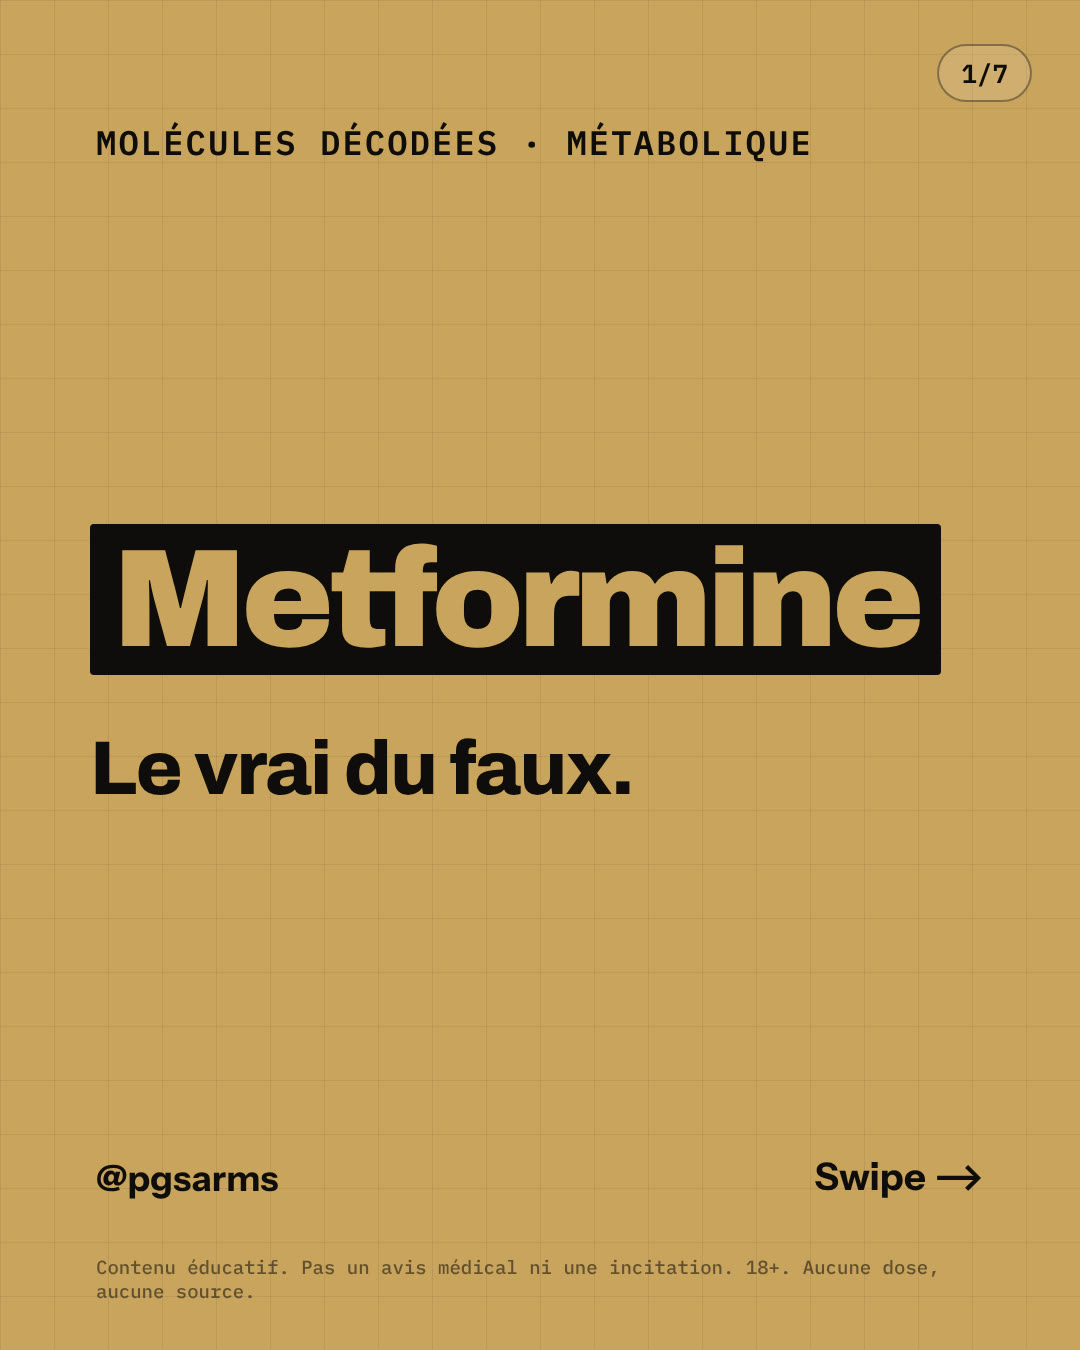 1/7
MOLÉCULES DÉCODÉES · MÉTABOLIQUE
Metformine
Le vrai du faux.
@pgsarms
Swipe →
Contenu éducatif. Pas un avis médical ni une incitation. 18+. Aucune dose,
aucune source.